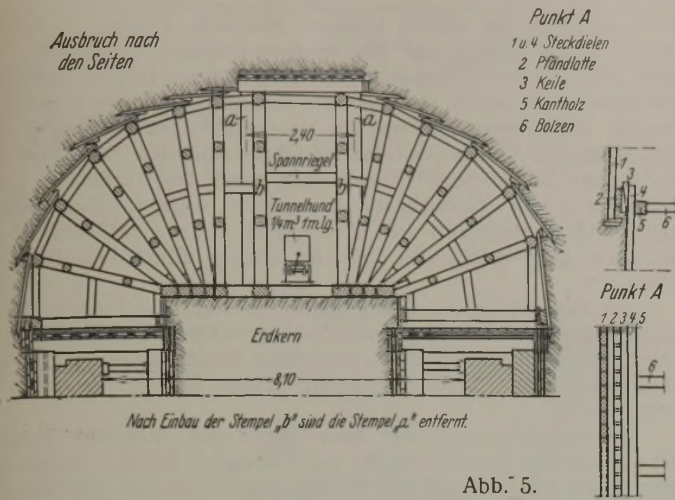 Ausbruch nach
den Seiten
Punkt A
1 u. 4 Steckdielen
2 Pfändlatte
3 Keile
5 Kantholz
6 Bolzen
a
a
2,40
Spannriegel
b
b
Tunnelhund
1/4 m³ 1 m. lg.
Erdkern
8,10
Nach Einbau der Stempel „b“ sind die Stempel „a“ entfernt.
1
3
2
4
5
6
Punkt A
1 2 3 4 5
6
Abb. 5.